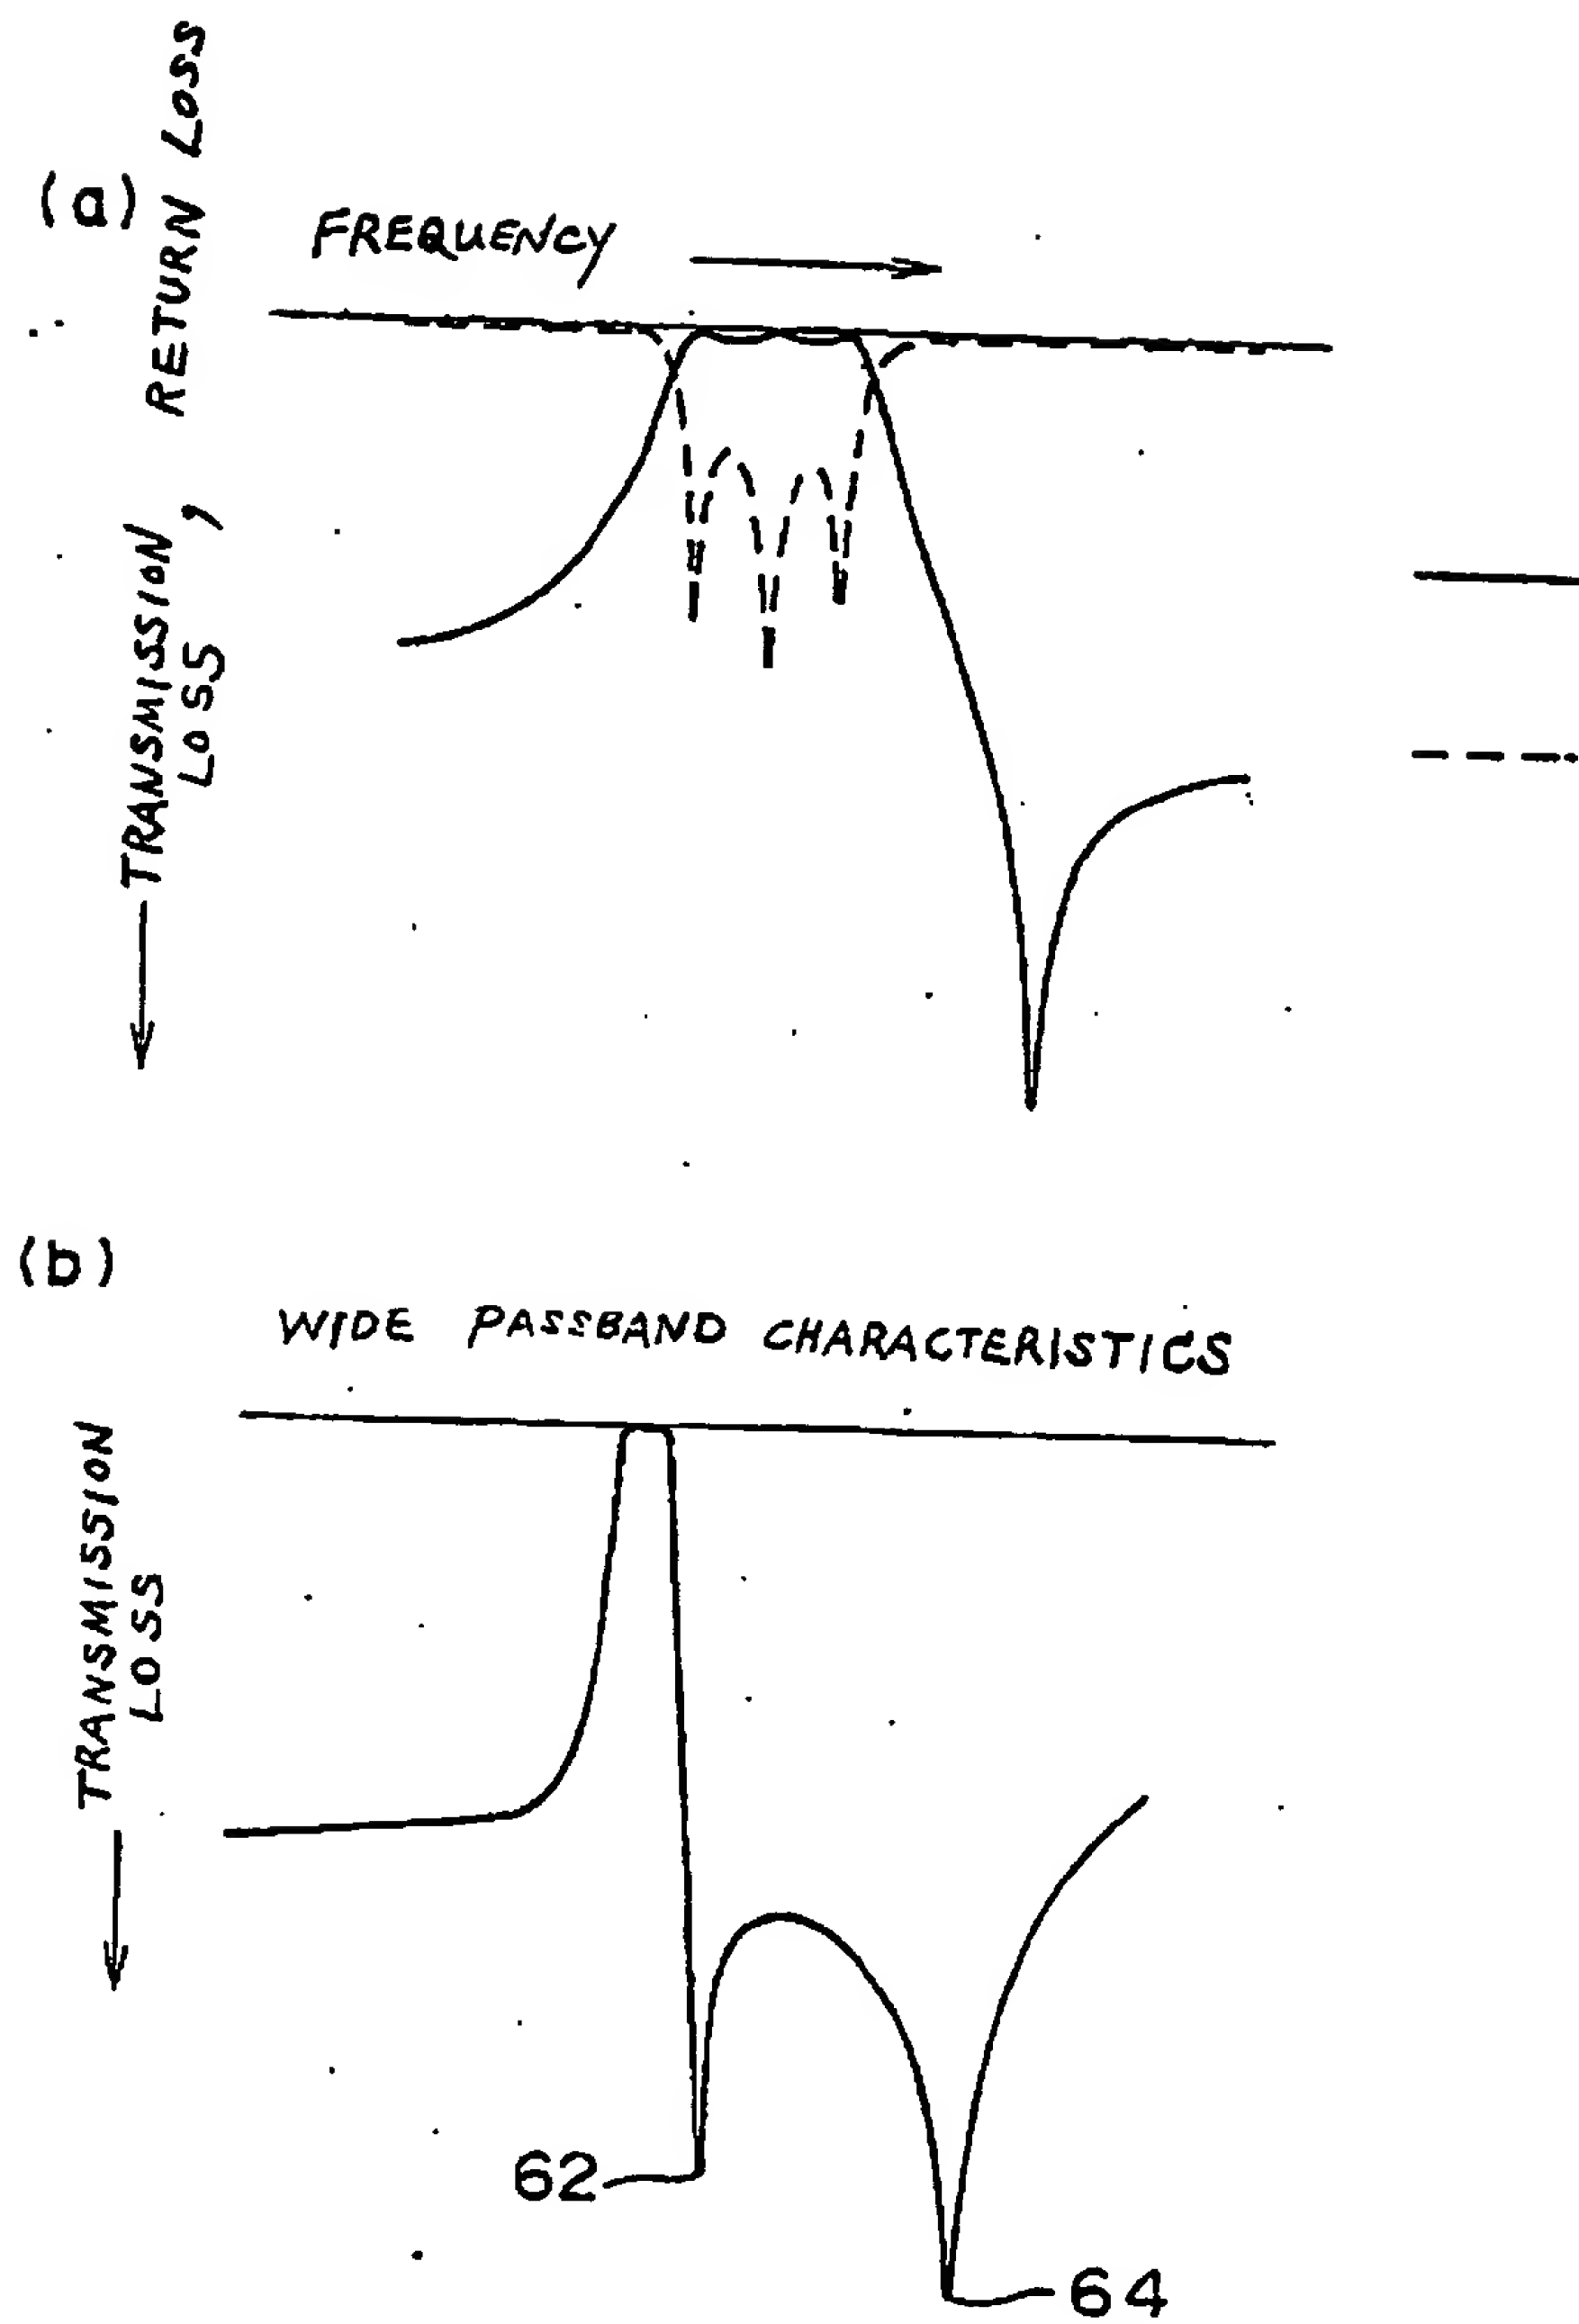 (a)
FREQUENCY
TRANSMISSION
LOSS, RETURN LOSS
(b)
WIDE PASSBAND CHARACTERISTICS
TRANSMISSION
LOSS
62
64